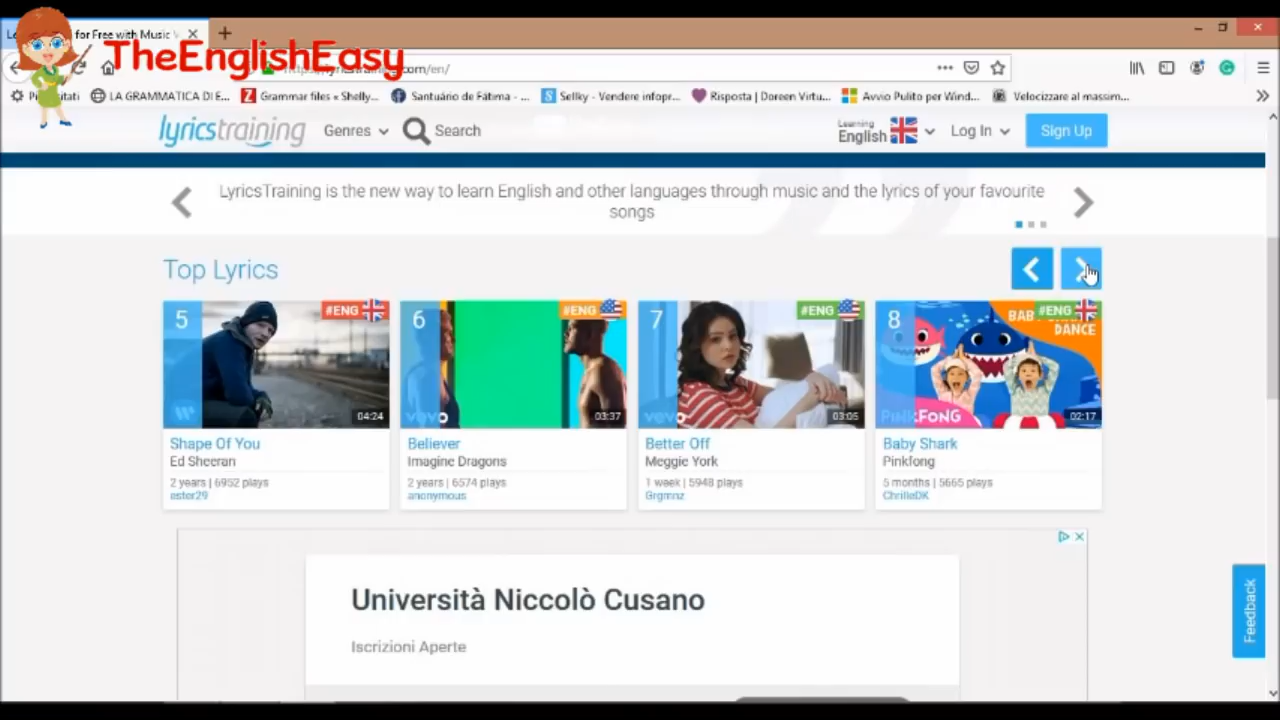 for Free with Music
TheEnglishEasy
.com/en/
LA GRAMMATICA DI E...
Grammar files « Shelly...
Santuário de Fátima - ...
Sellky - Vendere infopr...
Risposta | Doreen Virtu...
Avvio Pulito per Wind...
Velocizzare al massim...
lyricstraining
Genres
Search
Learning
English
Log In
Sign Up
LyricsTraining is the new way to learn English and other languages through music and the lyrics of your favourite
songs
Top Lyrics
5
#ENG
04:24
Shape Of You
Ed Sheeran
2 years | 6952 plays
ester29
6
#ENG
vevo
03:37
Believer
Imagine Dragons
2 years | 6574 plays
anonymous
7
#ENG
vevo
03:05
Better Off
Meggie York
1 week | 5948 plays
Grgmnz
8
#ENG
DANCE
PINKFONG
02:17
Baby Shark
Pinkfong
5 months | 5665 plays
ChrilleDK
Università Niccolò Cusano
Iscrizioni Aperte
Feedback